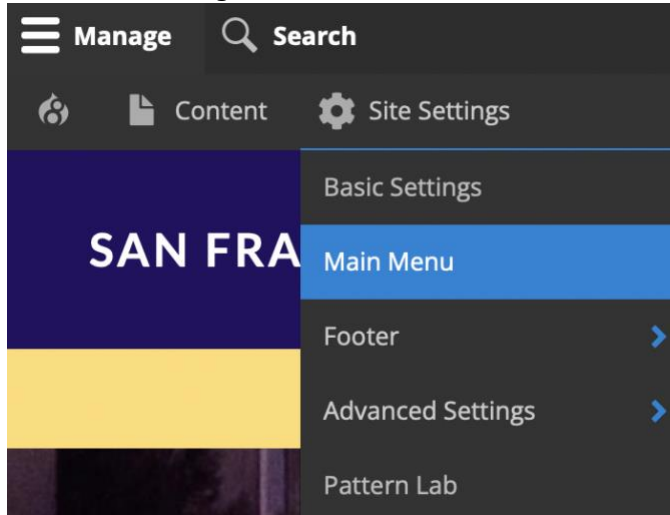 Manage Search
Content Site Settings
Basic Settings
SAN FRA
Main Menu
Footer
Advanced Settings
Pattern Lab